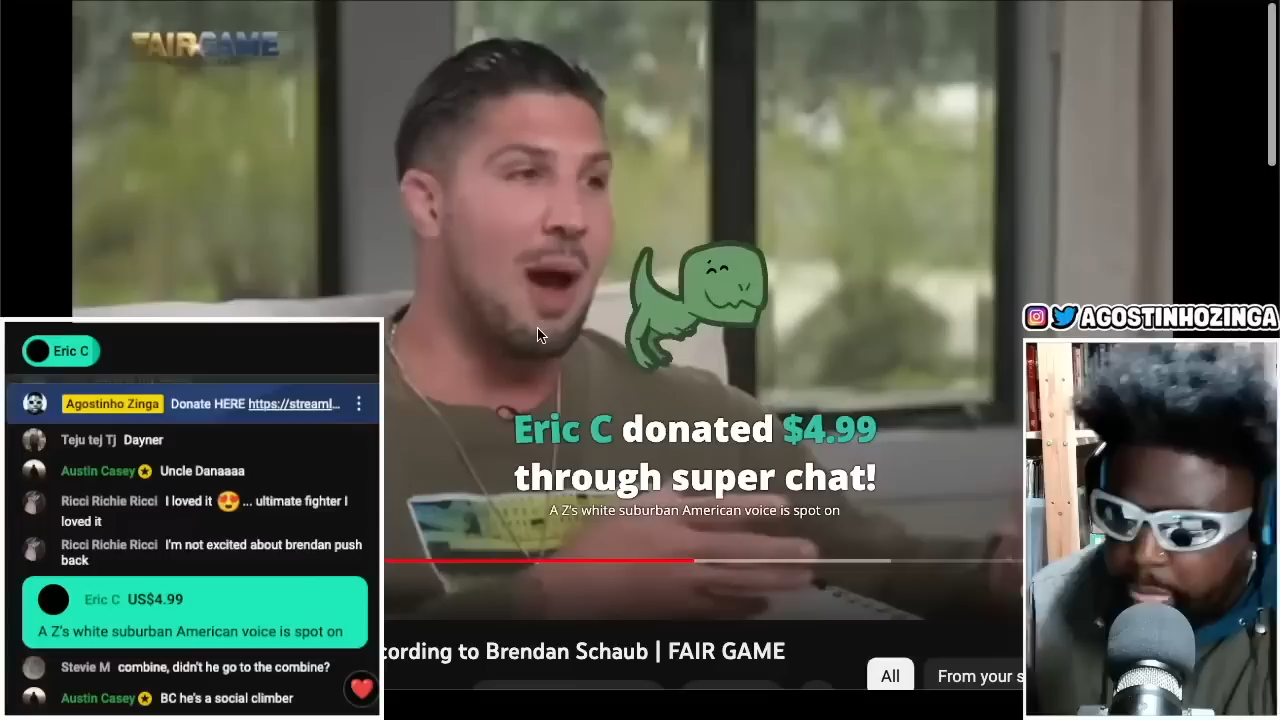 FAIR GAME
Eric C
Agostinho Zinga Donate HERE https://streaml...
Teju tej Tj Dayner
Austin Casey Uncle Danaaaa
Ricci Richie Ricci I loved it 😍 ... ultimate fighter I
loved it
Ricci Richie Ricci I'm not excited about brendan push
back
Eric C US$4.99
A Z's white suburban American voice is spot on
Stevie M combine, didn't he go to the combine?
Austin Casey BC he's a social climber
Eric C donated $4.99
through super chat!
A Z's white suburban American voice is spot on
cording to Brendan Schaub | FAIR GAME
All
From your s
AGOSTINHOZINGA